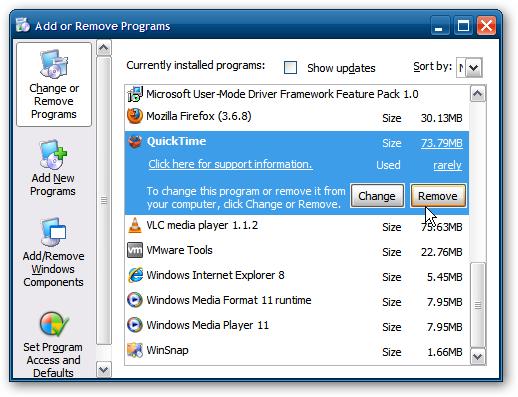 Add or Remove Programs
Change or
Remove
Programs
Add New
Programs
Add/Remove
Windows
Components
Set Program
Access and
Defaults
Currently installed programs:
Show updates
Sort by:
Microsoft User-Mode Driver Framework Feature Pack 1.0
Mozilla Firefox (3.6.8) Size 30.13MB
QuickTime Size 73.79MB
Click here for support information. Used rarely
To change this program or remove it from
your computer, click Change or Remove.
Change Remove
VLC media player 1.1.2 Size 75.63MB
VMware Tools Size 22.76MB
Windows Internet Explorer 8 Size 5.45MB
Windows Media Format 11 runtime Size 7.95MB
Windows Media Player 11 Size 7.95MB
WinSnap Size 1.66MB